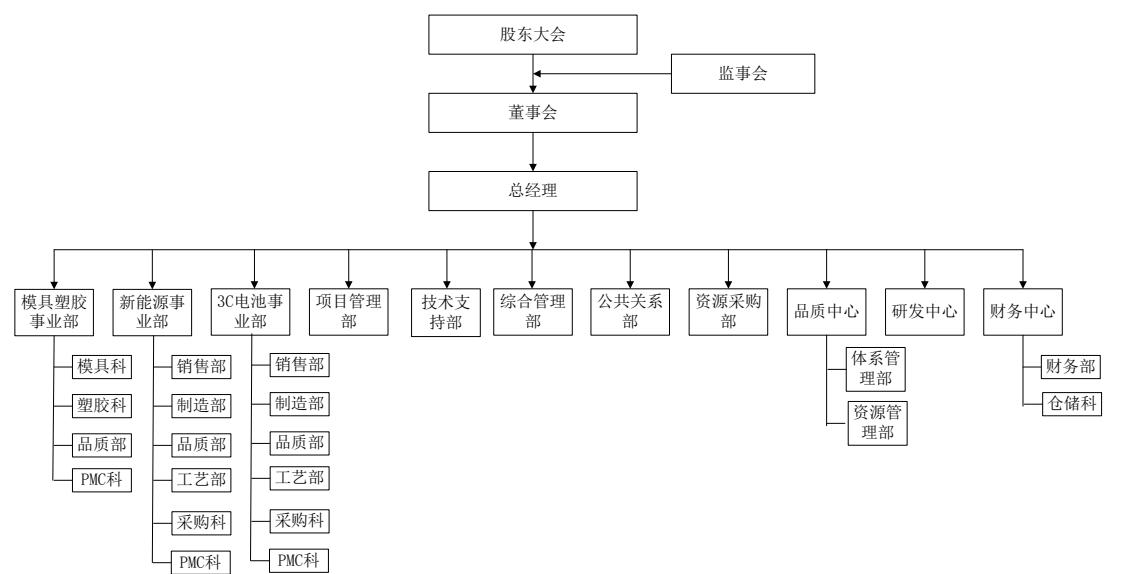 股东大会
监事会
董事会
总经理
模具塑胶
事业部
新能源事
业部
3C电池事
业部
项目管理
部
技术支
持部
综合管理
部
公共关系
部
资源采购
部
品质中心
研发中心
财务中心
模具科
塑胶科
品质部
PMC科
销售部
制造部
品质部
工艺部
采购科
PMC科
销售部
制造部
品质部
工艺部
采购科
PMC科
体系管
理部
资源管
理部
财务部
仓储科